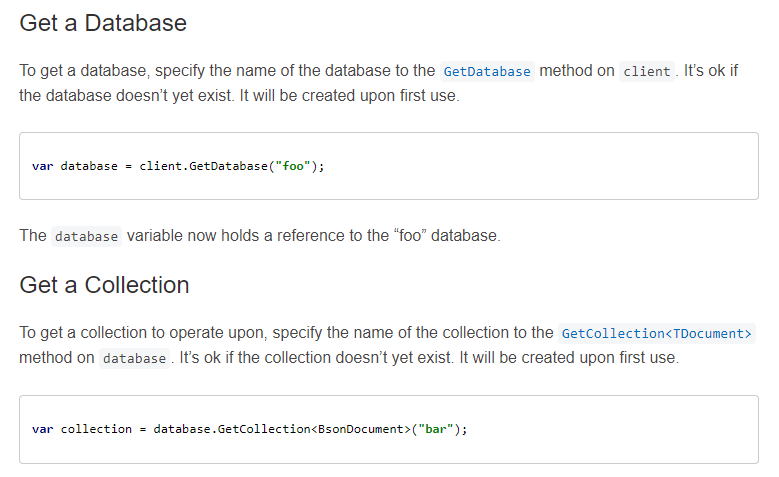 Get a Database
To get a database, specify the name of the database to the GetDatabase method on client. It’s ok if
the database doesn’t yet exist. It will be created upon first use.
var database = client.GetDatabase("foo");
The database variable now holds a reference to the “foo” database.
Get a Collection
To get a collection to operate upon, specify the name of the collection to the GetCollection<TDocument>
method on database. It’s ok if the collection doesn’t yet exist. It will be created upon first use.
var collection = database.GetCollection<BsonDocument>("bar");